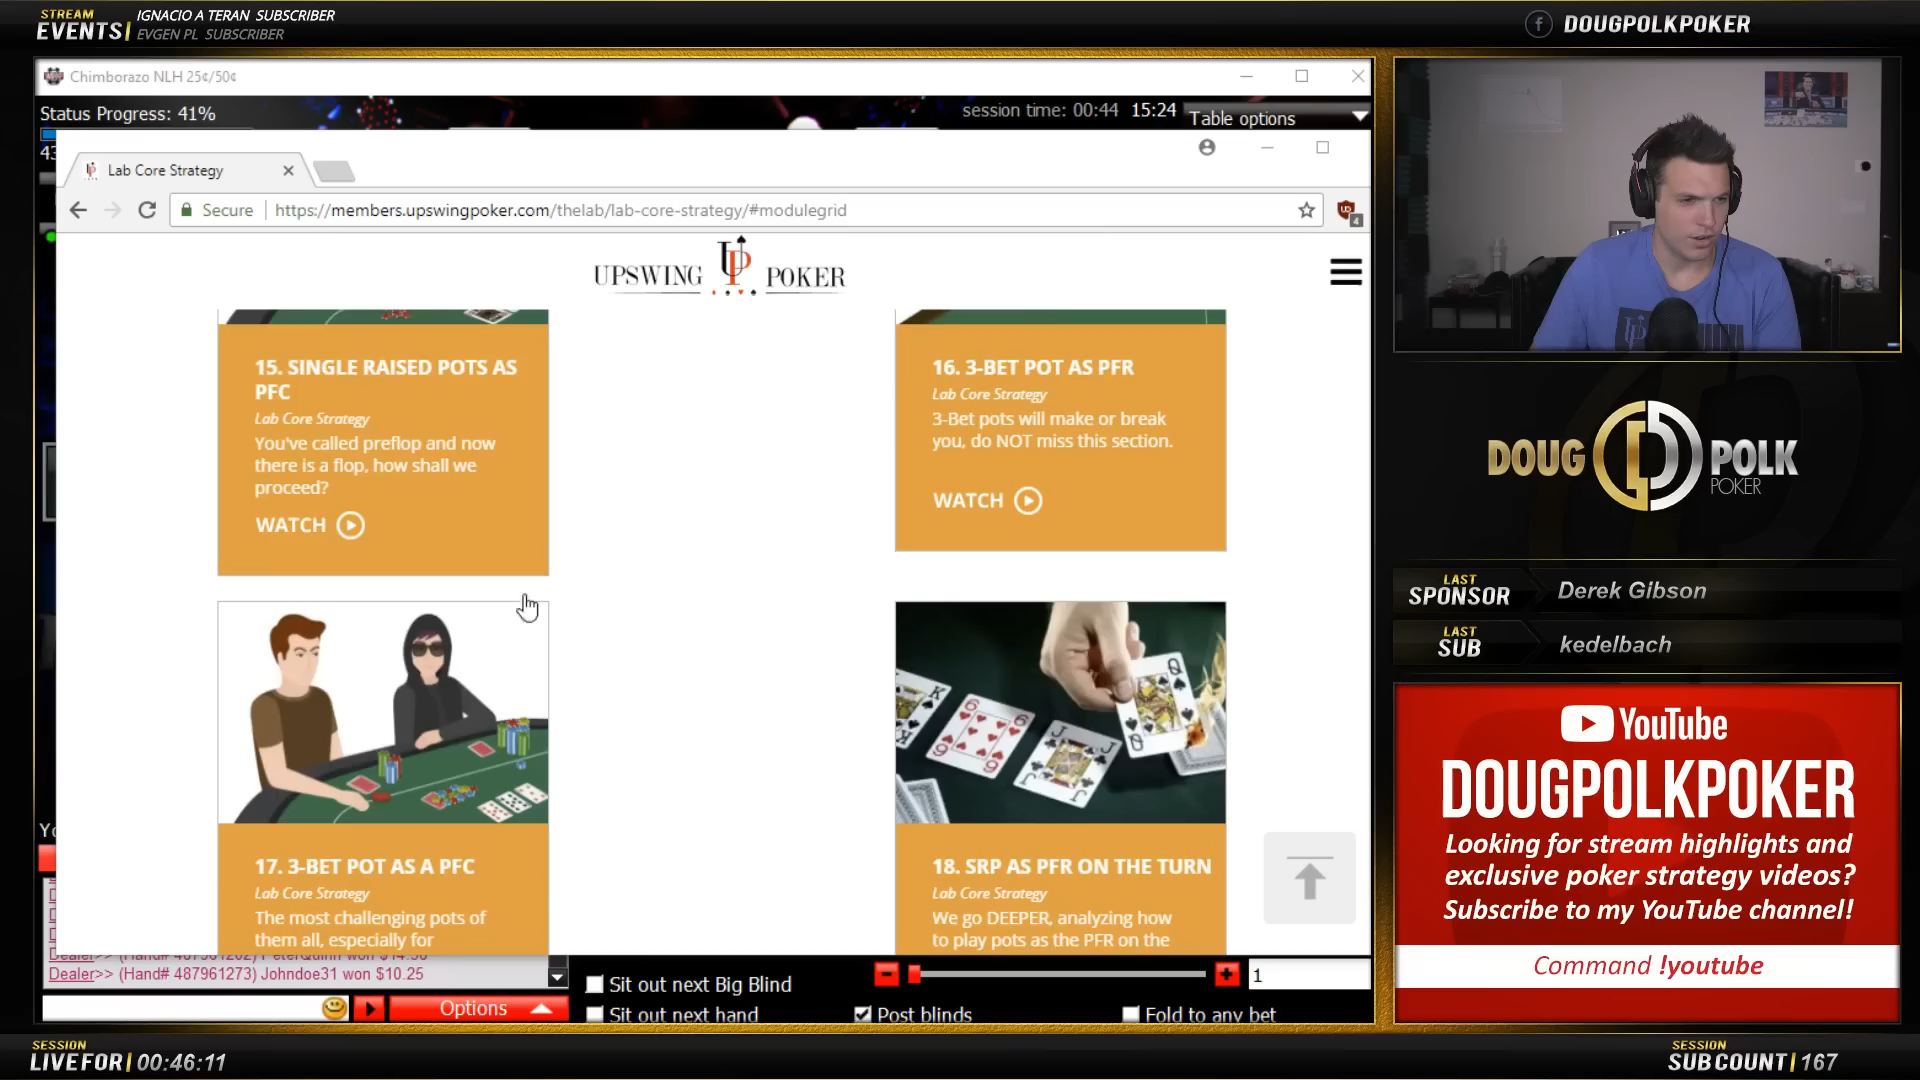 STREAM
EVENTS
IGNACIO A TERAN SUBSCRIBER
EVGEN PL SUBSCRIBER
DOUGPOLKPOKER
Chimborazo NLH 25¢/50¢
Status Progress: 41%
session time: 00:44 15:24 Table options
43
Lab Core Strategy
Secure https://members.upswingpoker.com/thelab/lab-core-strategy/#modulegrid
4
UPSWING UP POKER
15. SINGLE RAISED POTS AS
PFC
Lab Core Strategy
You've called preflop and now
there is a flop, how shall we
proceed?
WATCH
16. 3-BET POT AS PFR
Lab Core Strategy
3-Bet pots will make or break
you, do NOT miss this section.
WATCH
17. 3-BET POT AS A PFC
Lab Core Strategy
The most challenging pots of
them all, especially for
18. SRP AS PFR ON THE TURN
Lab Core Strategy
We go DEEPER, analyzing how
to play pots as the PFR on the
Dealer>> (Hand# 487961273) Johndoe31 won $10.25
Options
Sit out next Big Blind
Sit out next hand
Post blinds
Fold to any bet
1
DOUG POLK
POKER
LAST
SPONSOR
Derek Gibson
LAST
SUB
kedelbach
YouTube
DOUGPOLKPOKER
Looking for stream highlights and
exclusive poker strategy videos?
Subscribe to my YouTube channel!
Command !youtube
SESSION
LIVE FOR 00:46:11
SESSION
SUB COUNT 167